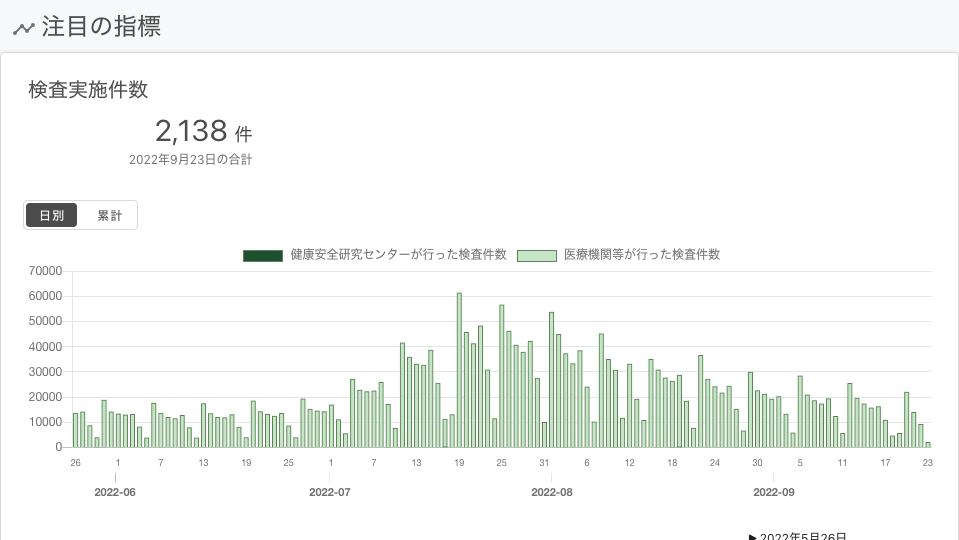 注目の指標
検査実施件数
2,138 件
2022年9月23日の合計
日別 累計
健康安全研究センターが行った検査件数 医療機関等が行った検査件数
70000
60000
50000
40000
30000
20000
10000
0
26 1 7 13 19 25 1 7 13 19 25 31 6 12 18 24 30 5 11 17 23
2022-06 2022-07 2022-08 2022-09
▶ 2022年5月26日